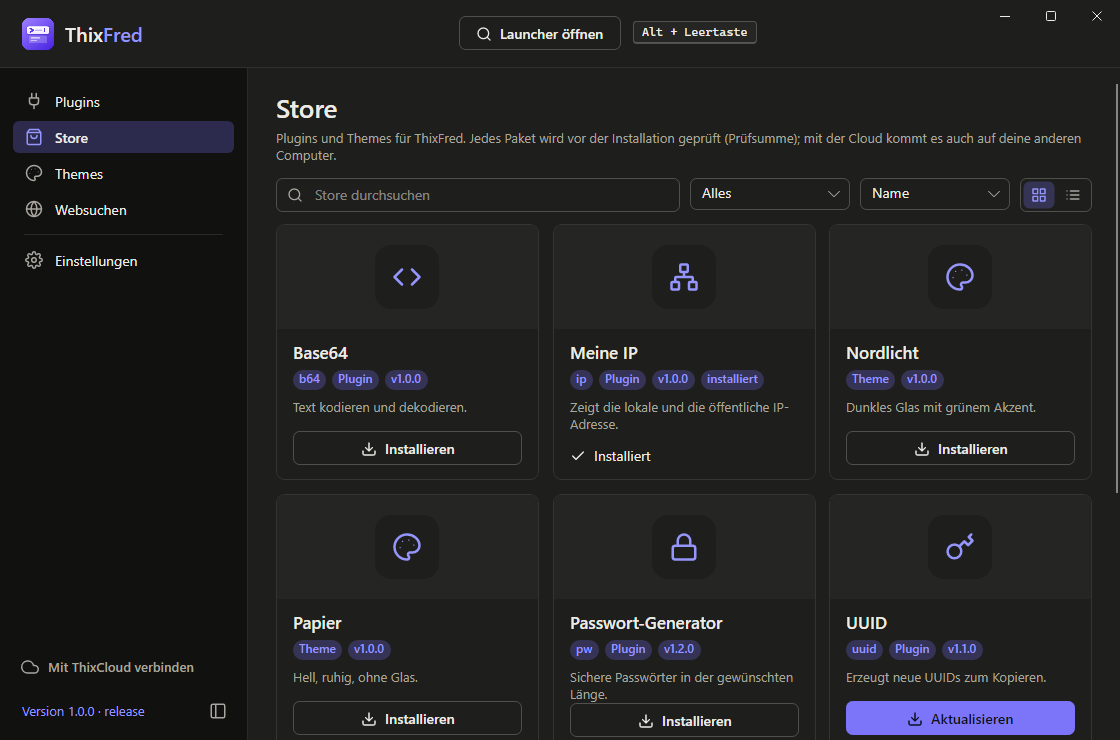 ThixFred
Launcher öffnen
Alt + Leertaste
Plugins
Store
Themes
Websuchen
Einstellungen
Mit ThixCloud verbinden
Version 1.0.0 · release
Store
Plugins und Themes für ThixFred. Jedes Paket wird vor der Installation geprüft (Prüfsumme); mit der Cloud kommt es auch auf deine anderen
Computer.
Store durchsuchen
Alles
Name
Base64
b64 Plugin v1.0.0
Text kodieren und dekodieren.
Installieren
Meine IP
ip Plugin v1.0.0 installiert
Zeigt die lokale und die öffentliche IP-
Adresse.
Installiert
Nordlicht
Theme v1.0.0
Dunkles Glas mit grünem Akzent.
Installieren
Papier
Theme v1.0.0
Hell, ruhig, ohne Glas.
Installieren
Passwort-Generator
pw Plugin v1.2.0
Sichere Passwörter in der gewünschten
Länge.
Installieren
UUID
uuid Plugin v1.1.0
Erzeugt neue UUIDs zum Kopieren.
Aktualisieren